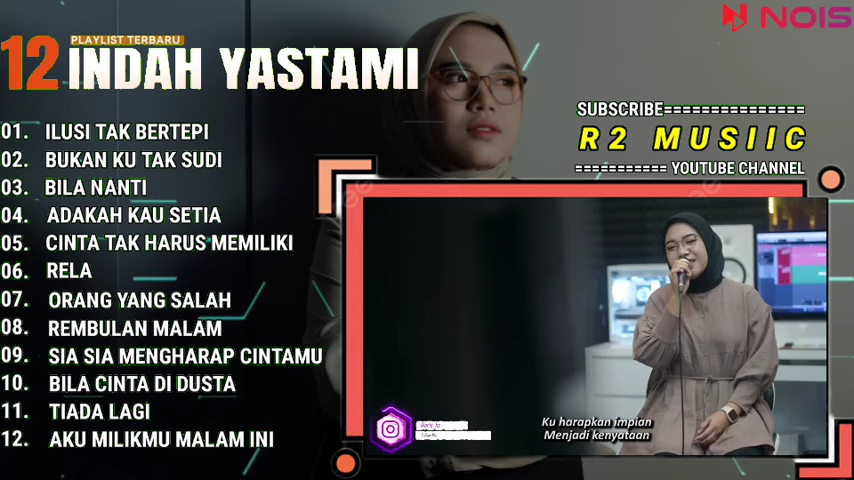 NOIS
PLAYLIST TERBARU
12 INDAH YASTAMI
SUBSCRIBE===============
R2 MUSIIC
=========== YOUTUBE CHANNEL
01. ILUSI TAK BERTEPI
02. BUKAN KU TAK SUDI
03. BILA NANTI
04. ADAKAH KAU SETIA
05. CINTA TAK HARUS MEMILIKI
06. RELA
07. ORANG YANG SALAH
08. REMBULAN MALAM
09. SIA SIA MENGHARAP CINTAMU
10. BILA CINTA DI DUSTA
11. TIADA LAGI
12. AKU MILIKMU MALAM INI
Ku harapkan impian
Menjadi kenyataan